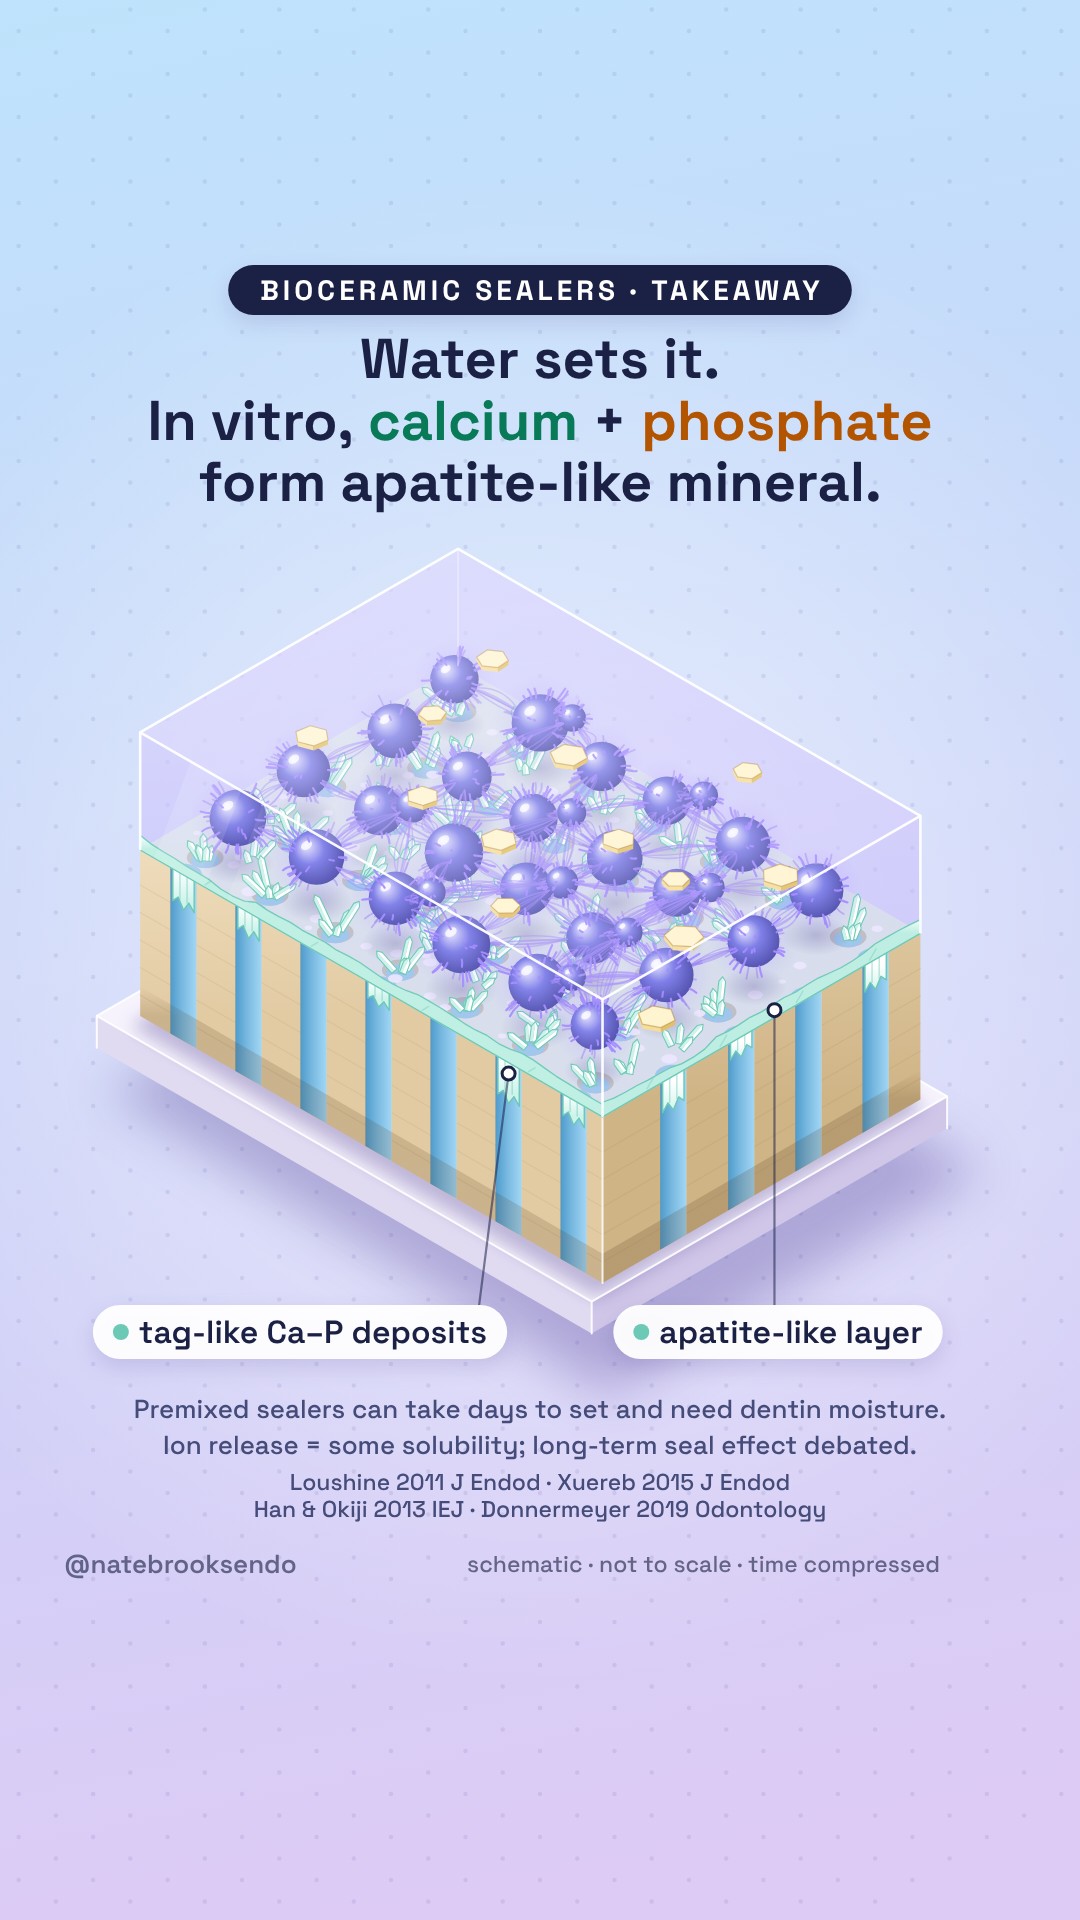 BIOCERAMIC SEALERS · TAKEAWAY
Water sets it.
In vitro, calcium + phosphate
form apatite-like mineral.
tag-like Ca–P deposits
apatite-like layer
Premixed sealers can take days to set and need dentin moisture.
Ion release = some solubility; long-term seal effect debated.
Loushine 2011 J Endod · Xuereb 2015 J Endod
Han & Okiji 2013 IEJ · Donnermeyer 2019 Odontology
@natebrooksendo
schematic · not to scale · time compressed